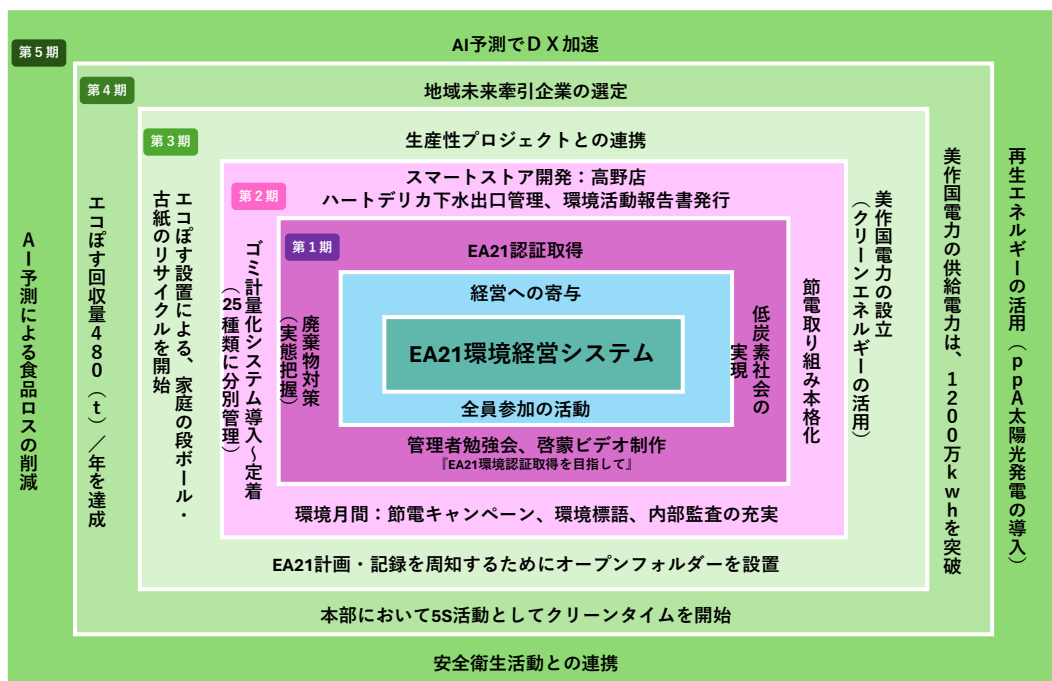 AI予測でＤＸ加速
第５期
地域未来牽引企業の選定
第４期
生産性プロジェクトとの連携
第３期
スマートストア開発：高野店
ハートデリカ下水出口管理、環境活動報告書発行
第２期
EA21認証取得
第１期
経営への寄与
EA21環境経営システム
全員参加の活動
管理者勉強会、啓蒙ビデオ制作
『EA21環境認証取得を目指して』
環境月間：節電キャンペーン、環境標語、内部監査の充実
EA21計画・記録を周知するためにオープンフォルダーを設置
本部において5S活動としてクリーンタイムを開始
安全衛生活動との連携
再生エネルギーの活用（ｐｐA太陽光発電の導入）
美作国電力の供給電力は、１２００万ｋｗｈを突破
美作国電力の設立
（クリーンエネルギーの活用）
節電取り組み本格化
低炭素社会の
実現
廃棄物対策
（実態把握）
ゴミ計量化システム導入～定着
（25種類に分別管理）
エコぽす設置による、家庭の段ボール・
古紙のリサイクルを開始
エコぽす回収量４８０（ｔ）／年を達成
ＡＩ予測による食品ロスの削減